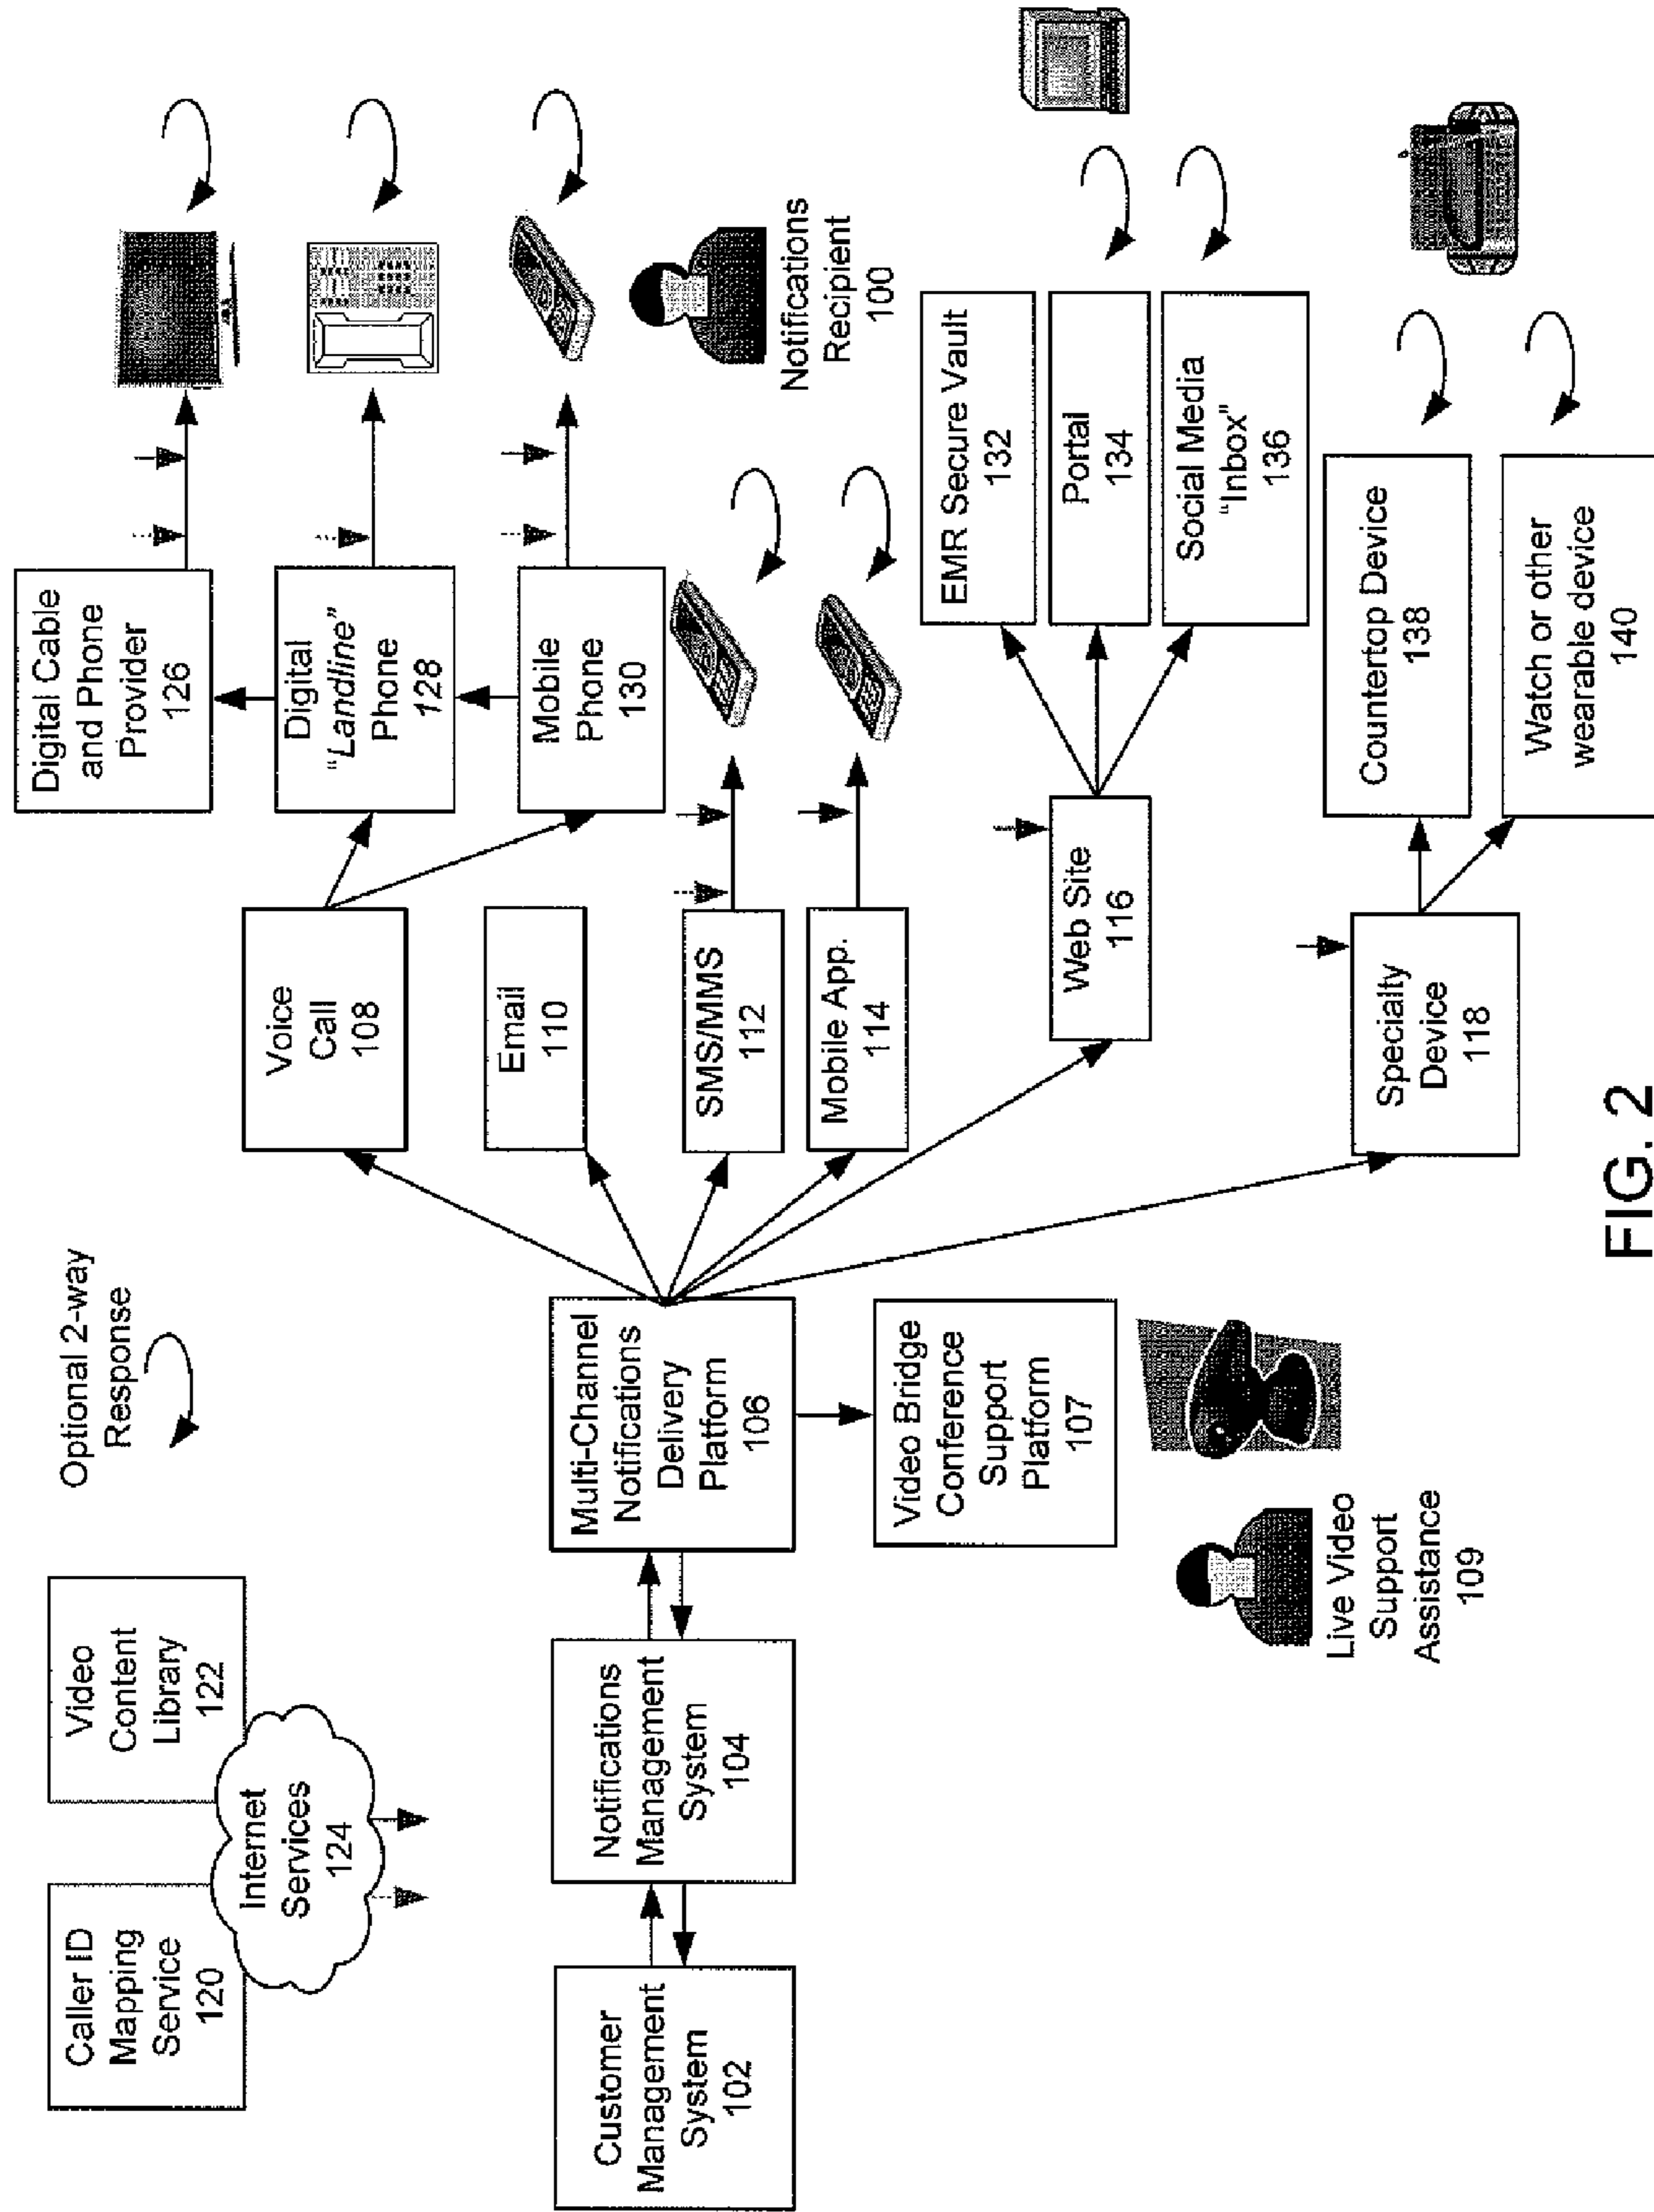 Caller ID
Mapping
Service
120
Video
Content
Library
122
Internet
Services
124
Optional 2-way
Response
Customer
Management
System
102
Notifications
Management
System
104
Multi-Channel
Notifications
Delivery
Platform
106
Video Bridge
Conference
Support
Platform
107
Live Video
Support
Assistance
109
Voice
Call
108
Email
110
SMS/MMS
112
Mobile App.
114
Web Site
116
Specialty
Device
118
Digital Cable
and Phone
Provider
126
Digital
“Landline”
Phone
128
Mobile
Phone
130
Notifications
Recipient
100
EMR Secure Vault
132
Portal
134
Social Media
“Inbox”
136
Countertop Device
138
Watch or other
wearable device
140
FIG. 2